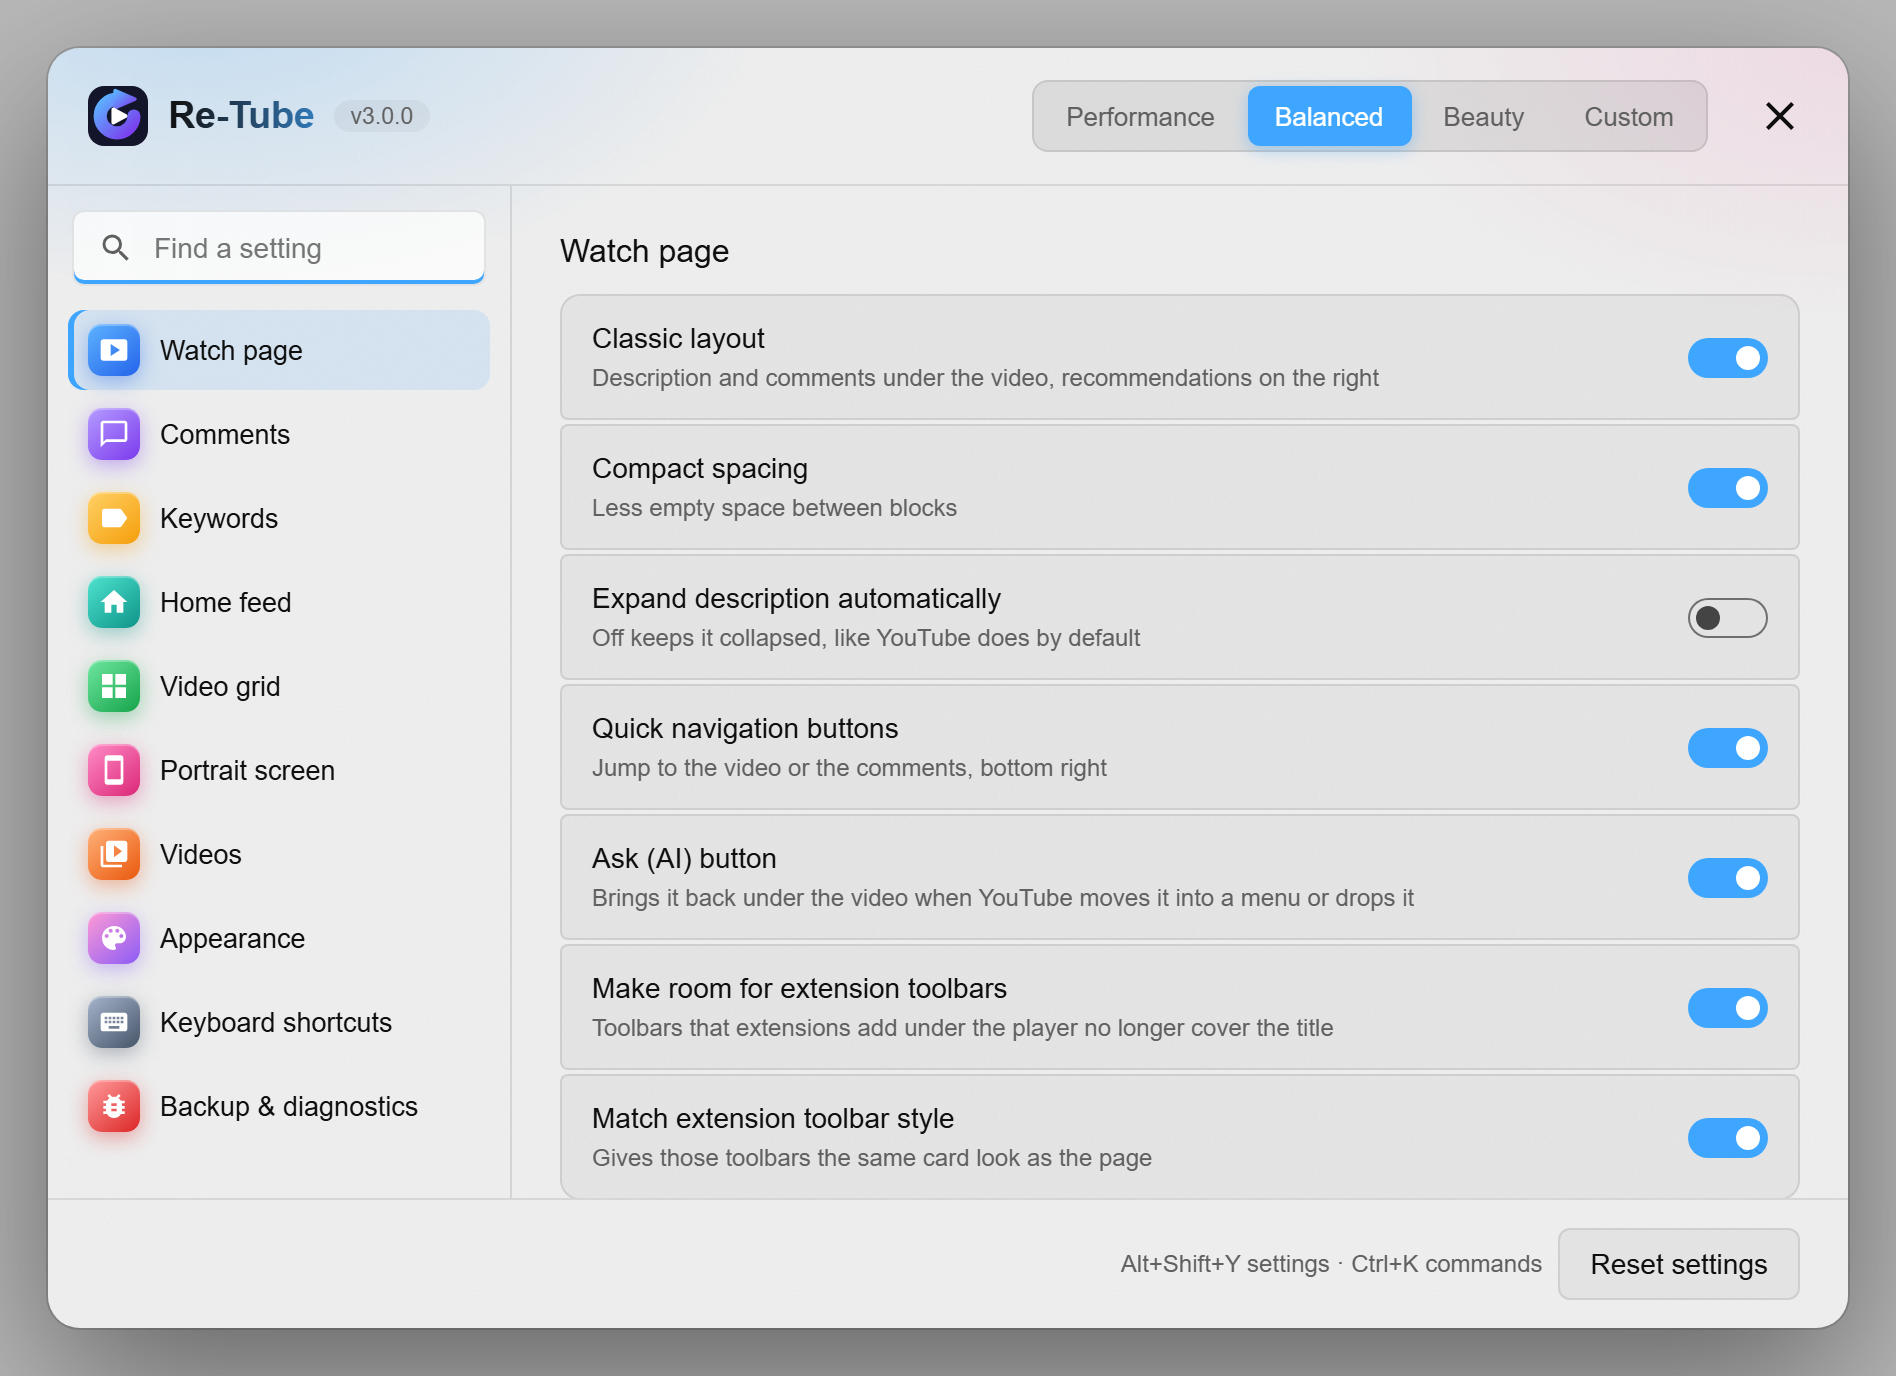 Re-Tube v3.0.0
Performance Balanced Beauty Custom
Find a setting
Watch page
Comments
Keywords
Home feed
Video grid
Portrait screen
Videos
Appearance
Keyboard shortcuts
Backup & diagnostics
Watch page
Classic layout
Description and comments under the video, recommendations on the right
Compact spacing
Less empty space between blocks
Expand description automatically
Off keeps it collapsed, like YouTube does by default
Quick navigation buttons
Jump to the video or the comments, bottom right
Ask (AI) button
Brings it back under the video when YouTube moves it into a menu or drops it
Make room for extension toolbars
Toolbars that extensions add under the player no longer cover the title
Match extension toolbar style
Gives those toolbars the same card look as the page
Alt+Shift+Y settings · Ctrl+K commands
Reset settings